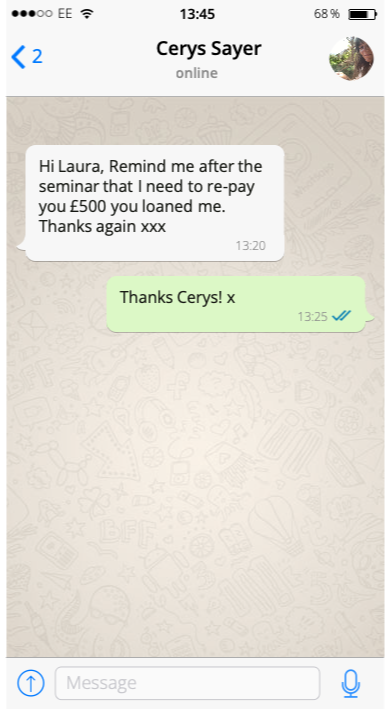 EE 13:45 68 %
2 Cerys Sayer
online
Hi Laura, Remind me after the
seminar that I need to re-pay
you £500 you loaned me.
Thanks again xxx
13:20
Thanks Cerys! x
13:25
BFF
Message